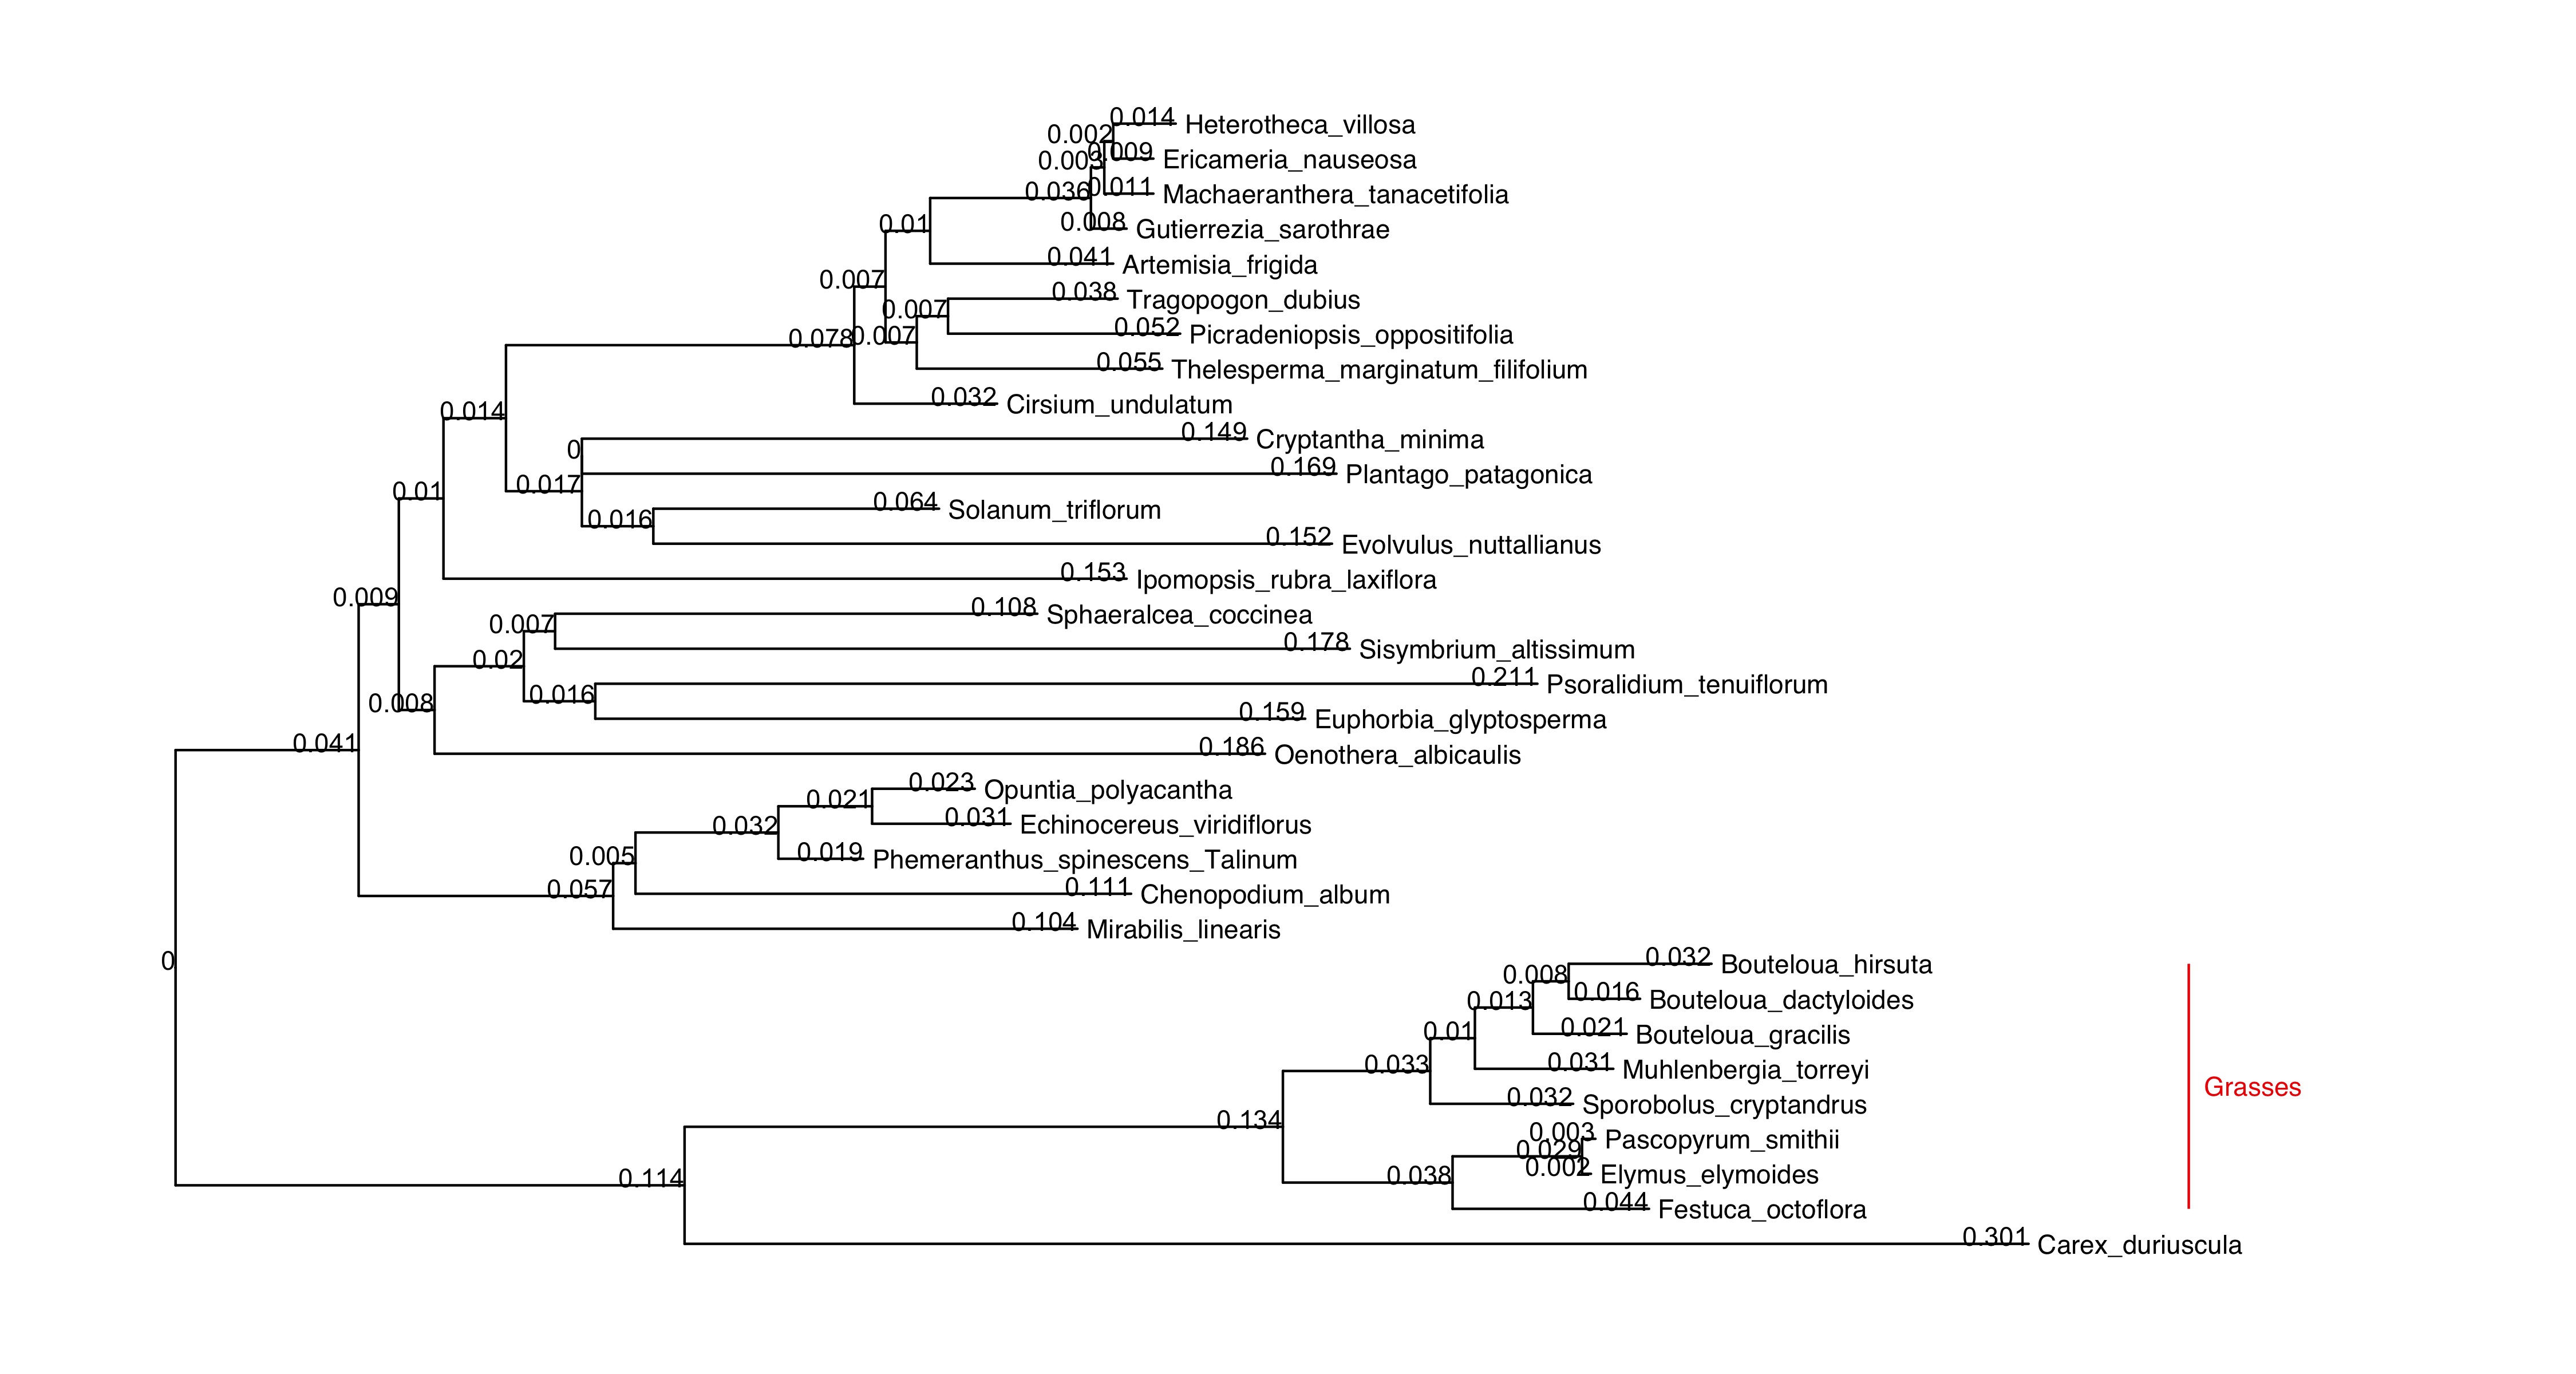 0.014 Heterotheca_villosa
0.002
0.009 Ericameria_nauseosa
0.003
0.011 Machaeranthera_tanacetifolia
0.036
0.008 Gutierrezia_sarothrae
0.01
0.041 Artemisia_frigida
0.007
0.038 Tragopogon_dubius
0.007
0.052 Picradeniopsis_oppositifolia
0.078
0.007
0.055 Thelesperma_marginatum_filifolium
0.032 Cirsium_undulatum
0.014
0.149 Cryptantha_minima
0
0.169 Plantago_patagonica
0.017
0.01
0.064 Solanum_triflorum
0.016
0.152 Evolvulus_nuttallianus
0.153 Ipomopsis_rubra_laxiflora
0.009
0.108 Sphaeralcea_coccinea
0.007
0.178 Sisymbrium_altissimum
0.02
0.211 Psoralidium_tenuiflorum
0.016
0.008
0.159 Euphorbia_glyptosperma
0.041
0.186 Oenothera_albicaulis
0.023 Opuntia_polyacantha
0.021
0.031 Echinocereus_viridiflorus
0.032
0.019 Phemeranthus_spinescens_Talinum
0.005
0.111 Chenopodium_album
0.057
0.104 Mirabilis_linearis
0
0.032 Bouteloua_hirsuta
0.008
0.016 Bouteloua_dactyloides
0.013
0.021 Bouteloua_gracilis
0.01
0.031 Muhlenbergia_torreyi
0.033
Grasses
0.032 Sporobolus_cryptandrus
0.134
0.003 Pascopyrum_smithii
0.029
0.002 Elymus_elymoides
0.038
0.114
0.044 Festuca_octoflora
0.301 Carex_duriuscula